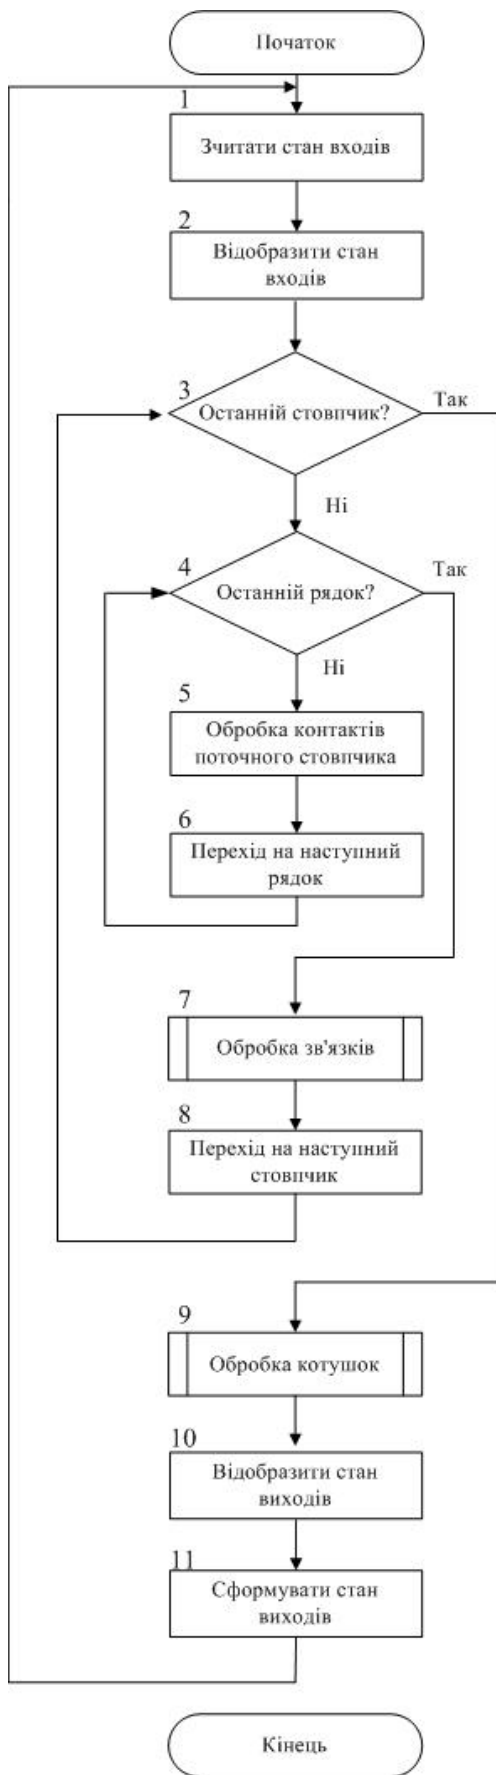 Початок
1
Зчитати стан входів
2
Відобразити стан
входів
3
Останній стовпчик?
Так
Ні
4
Останній рядок?
Так
Ні
5
Обробка контактів
поточного стовпчика
6
Перехід на наступний
рядок
7
Обробка зв'язків
8
Перехід на наступний
стовпчик
9
Обробка котушок
10
Відобразити стан
виходів
11
Сформувати стан
виходів
Кінець